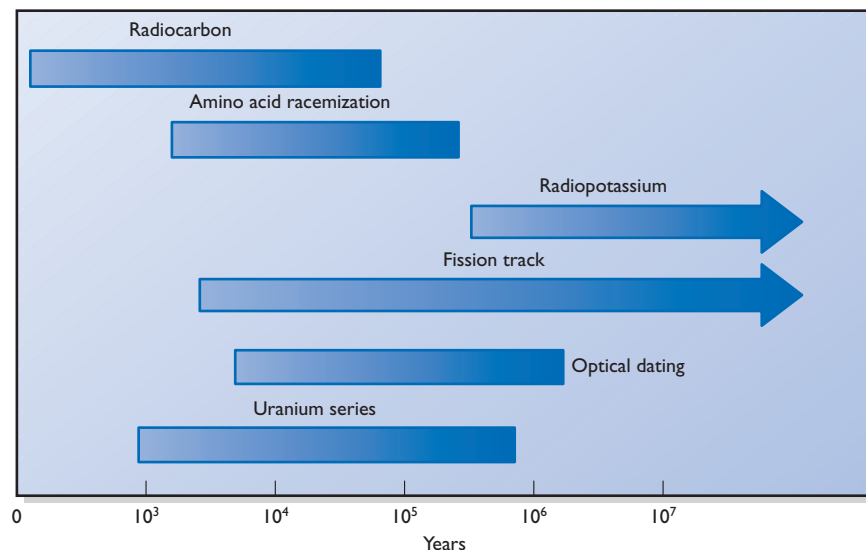 Radiocarbon
Amino acid racemization
Radiopotassium
Fission track
Optical dating
Uranium series
0 10³ 10⁴ 10⁵ 10⁶ 10⁷
Years